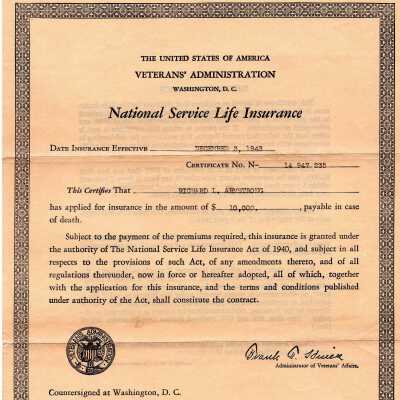 THE UNITED STATES OF AMERICA
VETERANS' ADMINISTRATION
WASHINGTON, D. C.
National Service Life Insurance
DATE INSURANCE EFFECTIVE DECEMBER 3, 1943
CERTIFICATE No. N- 14 947 235
This Certifies That RICHARD L. ARMSTRONG
has applied for insurance in the amount of $ 10,000. , payable in case
of death.
Subject to the payment of the premiums required, this insurance is granted under
the authority of The National Service Life Insurance Act of 1940, and subject in all
respects to the provisions of such Act, of any amendments thereto, and of all
regulations thereunder, now in force or hereafter adopted, all of which, together
with the application for this insurance, and the terms and conditions published
under authority of the Act, shall constitute the contract.
Frank T. Hines
Administrator of Veterans' Affairs.
Countersigned at Washington, D. C.